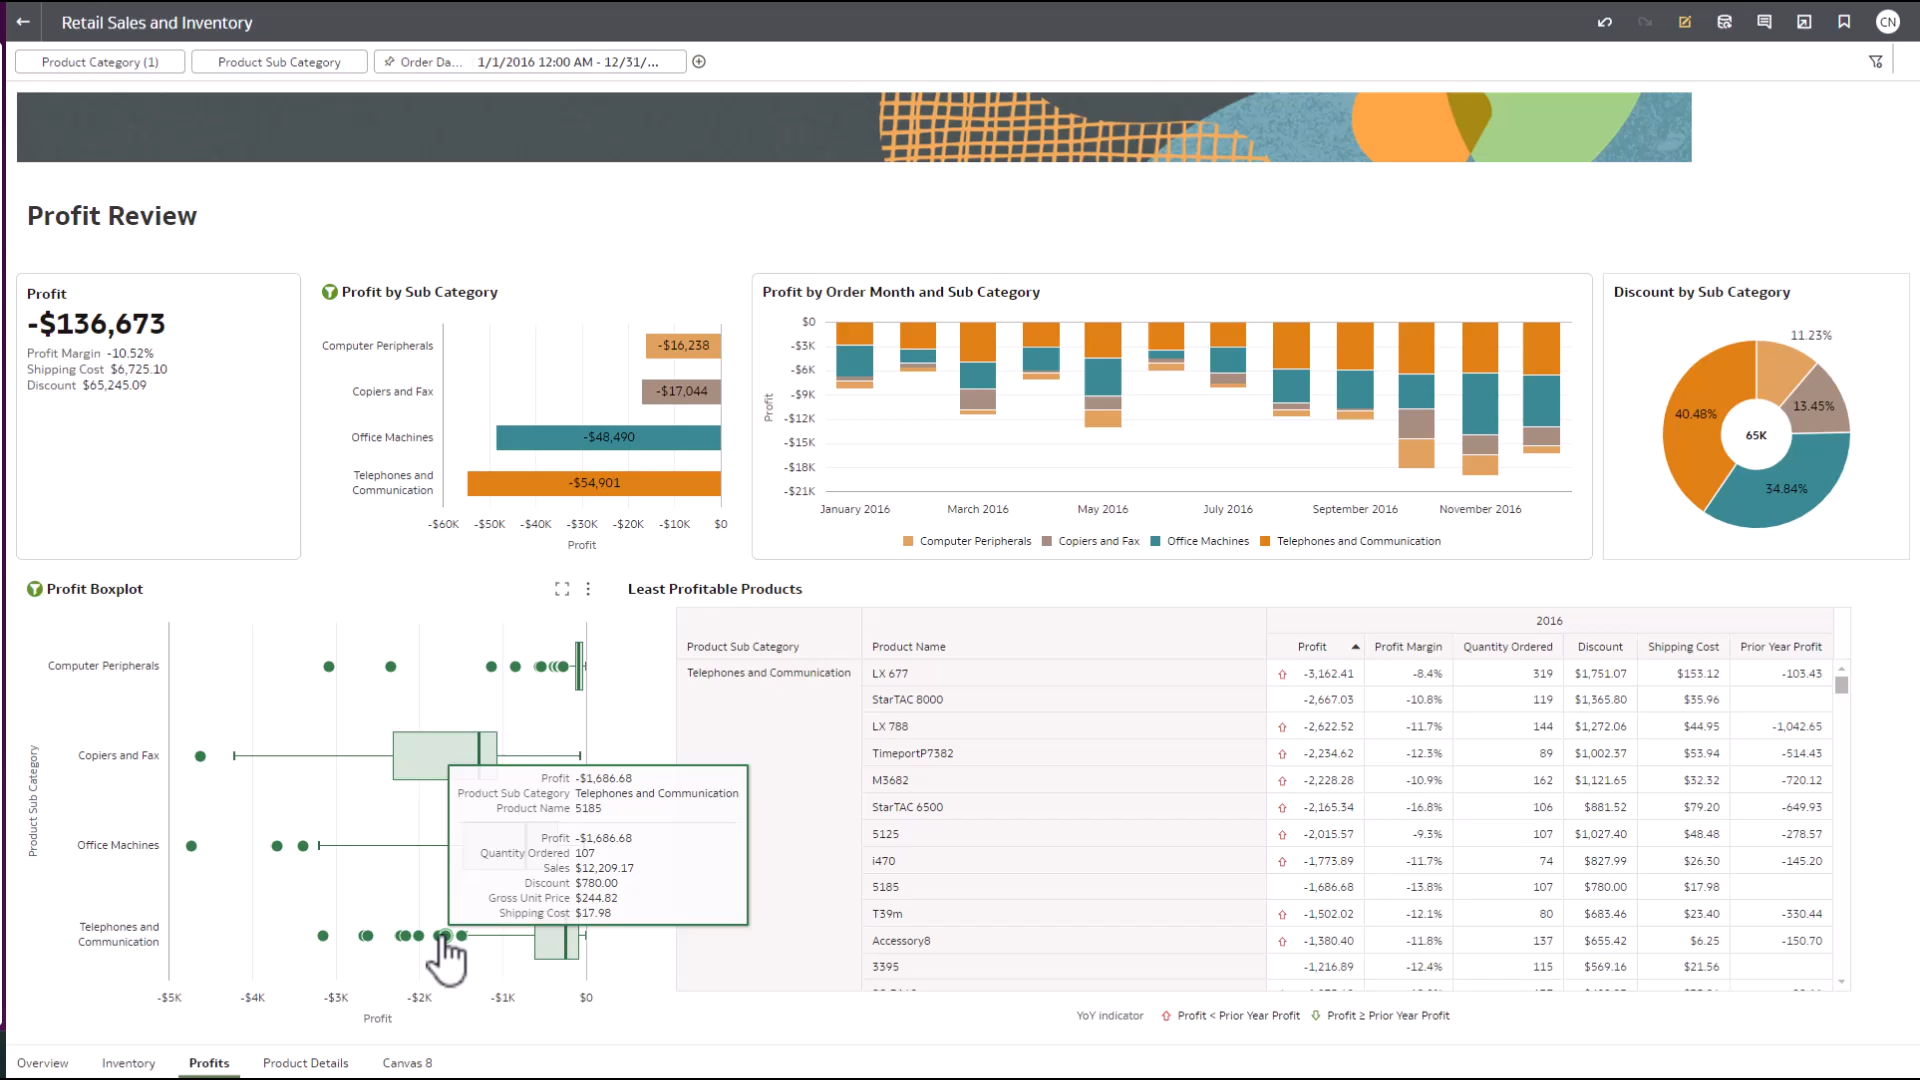 Retail Sales and Inventory
CN
Product Category (1)
Product Sub Category
Order Da... 1/1/2016 12:00 AM - 12/31/...
Profit Review
Profit
-$136,673
Profit Margin -10.52%
Shipping Cost $6,725.10
Discount $65,245.09
Profit by Sub Category
Computer Peripherals -$16,238
Copiers and Fax -$17,044
Office Machines -$48,490
Telephones and
Communication
-$54,901
-$60K -$50K -$40K -$30K -$20K -$10K $0
Profit
Profit by Order Month and Sub Category
Profit
$0
-$3K
-$6K
-$9K
-$12K
-$15K
-$18K
-$21K
January 2016 March 2016 May 2016 July 2016 September 2016 November 2016
Computer Peripherals Copiers and Fax Office Machines Telephones and Communication
Discount by Sub Category
11.23%
13.45%
40.48%
65K
34.84%
Profit Boxplot
Product Sub Category
Computer Peripherals
Copiers and Fax
Office Machines
Telephones and
Communication
-$5K -$4K -$3K -$2K -$1K $0
Profit
Profit -$1,686.68
Product Sub Category Telephones and Communication
Product Name 5185
Profit -$1,686.68
Quantity Ordered 107
Sales $12,209.17
Discount $780.00
Gross Unit Price $244.82
Shipping Cost $17.98
Least Profitable Products
2016
Product Sub Category Product Name Profit Profit Margin Quantity Ordered Discount Shipping Cost Prior Year Profit
Telephones and Communication LX 677 -3,162.41 -8.4% 319 $1,751.07 $153.12 -103.43
StarTAC 8000 -2,667.03 -10.8% 119 $1,365.80 $35.96
LX 788 -2,622.52 -11.7% 144 $1,272.06 $44.95 -1,042.65
TimeportP7382 -2,234.62 -12.3% 89 $1,002.37 $53.94 -514.43
M3682 -2,228.28 -10.9% 162 $1,121.65 $32.32 -720.12
StarTAC 6500 -2,165.34 -16.8% 106 $881.52 $79.20 -649.93
5125 -2,015.57 -9.3% 107 $1,027.40 $48.48 -278.57
i470 -1,773.89 -11.7% 74 $827.99 $26.30 -145.20
5185 -1,686.68 -13.8% 107 $780.00 $17.98
T39m -1,502.02 -12.1% 80 $683.46 $23.40 -330.44
Accessory8 -1,380.40 -11.8% 137 $655.42 $6.25 -150.70
3395 -1,216.89 -12.4% 115 $569.16 $21.56
YoY indicator Profit < Prior Year Profit Profit ≥ Prior Year Profit
Overview Inventory Profits Product Details Canvas 8